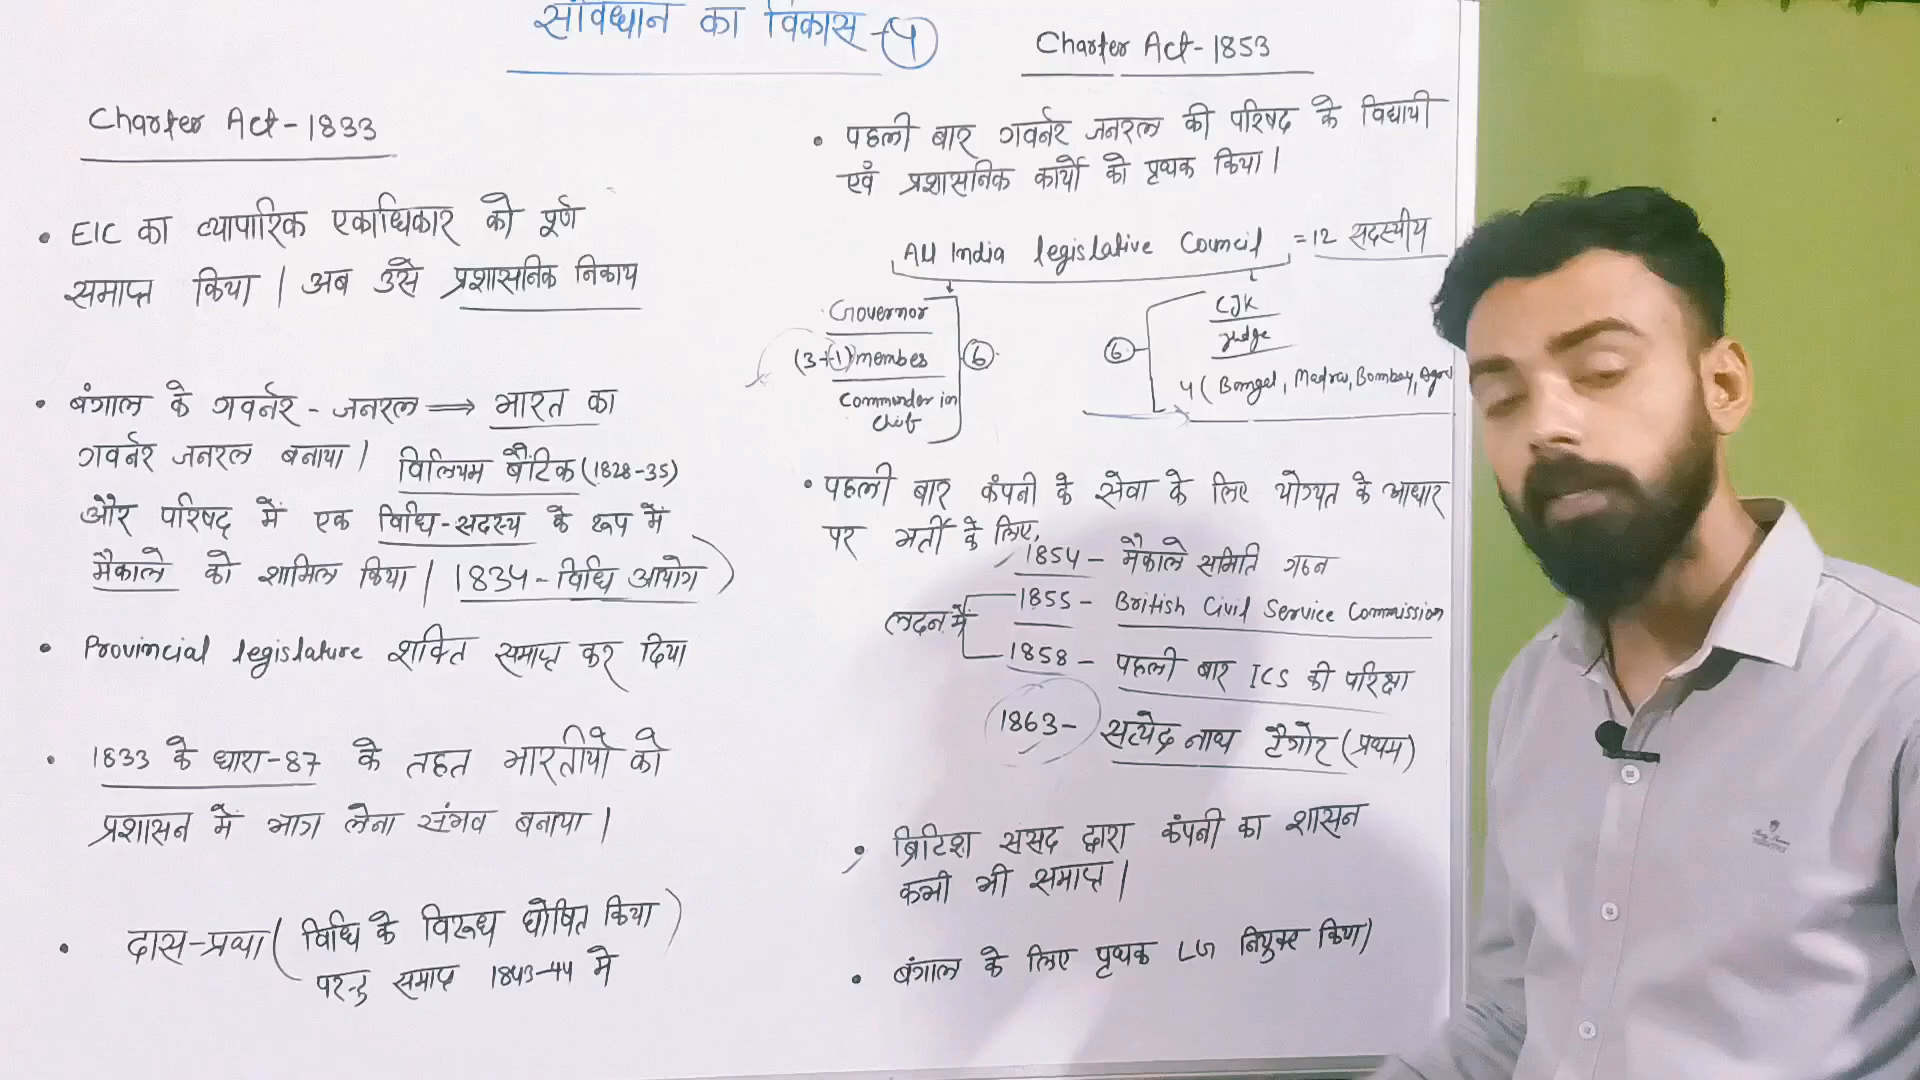 संविधान का विकास - ५
Charter Act - 1833
• EIC का व्यापारिक एकाधिकार को पूर्ण
समाप्त किया | अब उसे प्रशासनिक निकाय
• बंगाल के गवर्नर - जनरल ⟹ भारत का
गवर्नर जनरल बनाया | विलियम बैंटिक (1828-35)
और परिषद में एक विधि-सदस्य के रूप में
मैकाले को शामिल किया | 1834 - विधि आयोग)
• Provincial legislature शक्ति समाप्त कर दिया
• 1833 के धारा-87 के तहत भारतीयो को
प्रशासन में भाग लेना संभव बनाया |
• दास-प्रथा ( विधि के विरूध घोषित किया )
परन्तु समाप्त 1843-44 मे
Charter Act - 1853
• पहली बार गवर्नर जनरल की परिषद के विद्यायी
एवं प्रशासनिक कार्यो को पृथक किया |
All India legislative Council = 12 सदस्यीय
Governor
(3+1) member
Commander in
chief
6
6
CJK
Judge
4 ( Bengal, Madra, Bombay,
• पहली बार कंपनी के सेवा के लिए योग्यत के आधार
पर भर्ती के लिए,
1854 - मैकाले समिति गठन
लदन में
1855 - British Civil Service Commission
1858 - पहली बार ICS की परिक्षा
1863 - सत्येद्र नाथ टैगोर (प्रथम)
• ब्रिटिश संसद द्वारा कंपनी का शासन
कभी भी समाप्त |
• बंगाल के लिए पृथक LG नियुक्त किया)